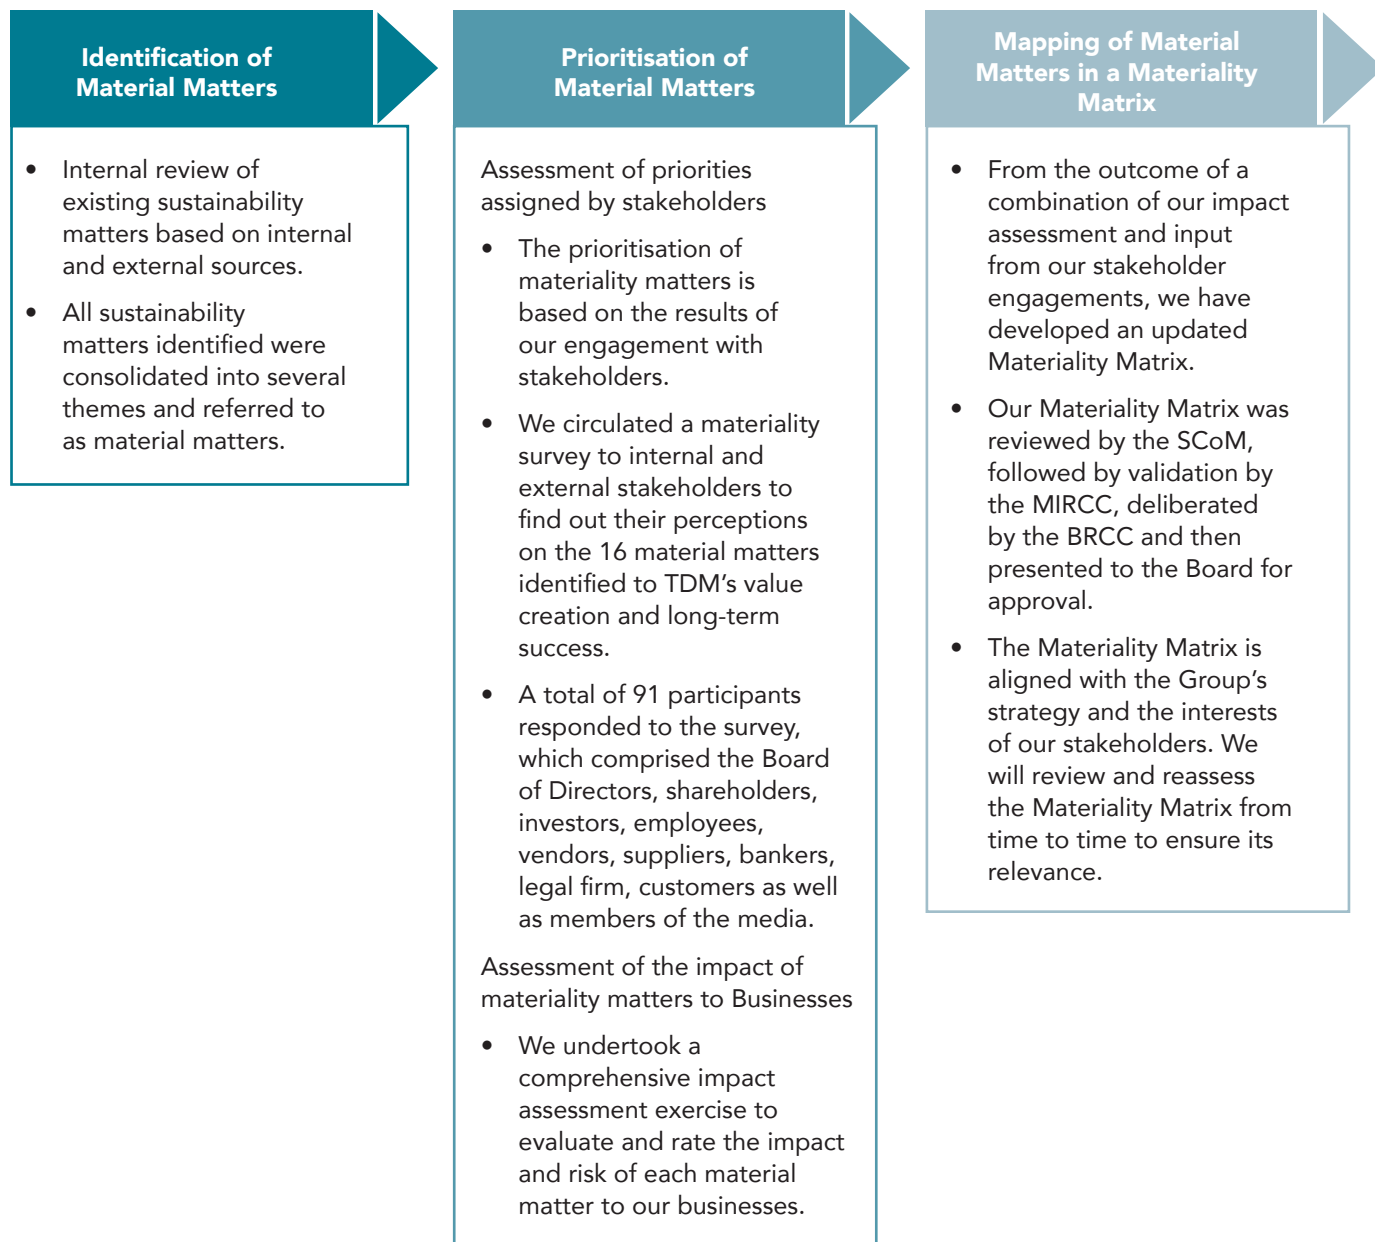 Identification of
Material Matters
• Internal review of
existing sustainability
matters based on internal
and external sources.
• All sustainability
matters identified were
consolidated into several
themes and referred to
as material matters.
Prioritisation of
Material Matters
Assessment of priorities
assigned by stakeholders
• The prioritisation of
materiality matters is
based on the results of
our engagement with
stakeholders.
• We circulated a materiality
survey to internal and
external stakeholders to
find out their perceptions
on the 16 material matters
identified to TDM’s value
creation and long-term
success.
• A total of 91 participants
responded to the survey,
which comprised the Board
of Directors, shareholders,
investors, employees,
vendors, suppliers, bankers,
legal firm, customers as well
as members of the media.
Assessment of the impact of
materiality matters to Businesses
• We undertook a
comprehensive impact
assessment exercise to
evaluate and rate the impact
and risk of each material
matter to our businesses.
Mapping of Material
Matters in a Materiality
Matrix
• From the outcome of a
combination of our impact
assessment and input
from our stakeholder
engagements, we have
developed an updated
Materiality Matrix.
• Our Materiality Matrix was
reviewed by the SCoM,
followed by validation by
the MIRCC, deliberated
by the BRCC and then
presented to the Board for
approval.
• The Materiality Matrix is
aligned with the Group’s
strategy and the interests
of our stakeholders. We
will review and reassess
the Materiality Matrix from
time to time to ensure its
relevance.